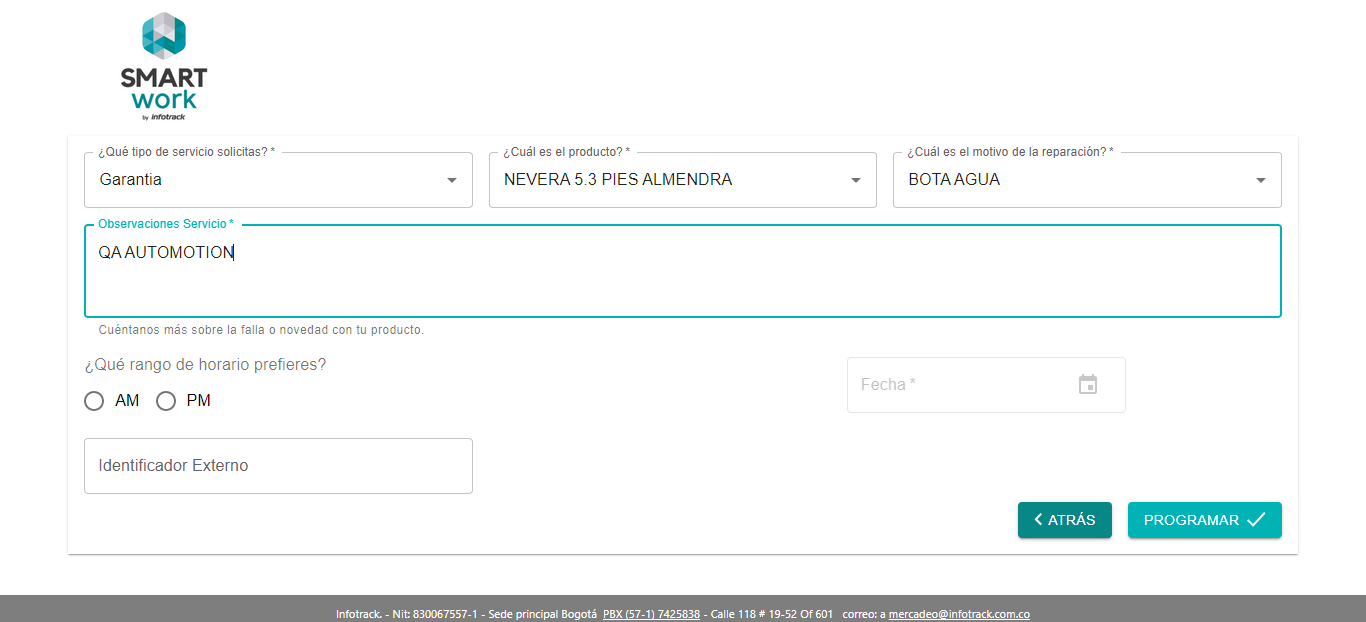 SMART
work
by infotrack
¿Qué tipo de servicio solicitas? * ¿Cuál es el producto? * ¿Cuál es el motivo de la reparación? *
Garantia NEVERA 5.3 PIES ALMENDRA BOTA AGUA
Observaciones Servicio *
QA AUTOMOTION
Cuéntanos más sobre la falla o novedad con tu producto.
¿Qué rango de horario prefieres?
Fecha *
AM PM
Identificador Externo
ATRÁS PROGRAMAR
Infotrack. - Nit: 830067557-1 - Sede principal Bogotá PBX (57-1) 7425838 - Calle 118 # 19-52 Of 601 correo: a mercadeo@infotrack.com.co